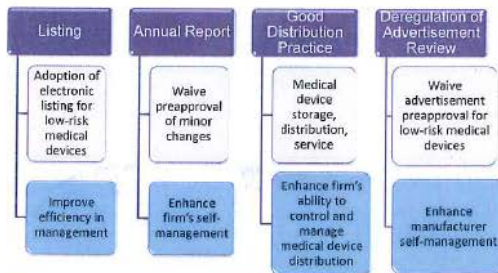 Listing
Adoption of
electronic
listing for
low-risk
medical
devices
Improve
efficiency in
management
Annual Report
Waive
preapproval
of minor
changes
Enhance
firm's self-
management
Good
Distribution
Practice
Medical
device
storage,
distribution,
service
Enhance firm's
ability to
control and
manage
medical device
distribution
Deregulation of
Advertisement
Review
Waive
advertisement
preapproval for
low-risk medical
devices
Enhance
manufacturer
self-management